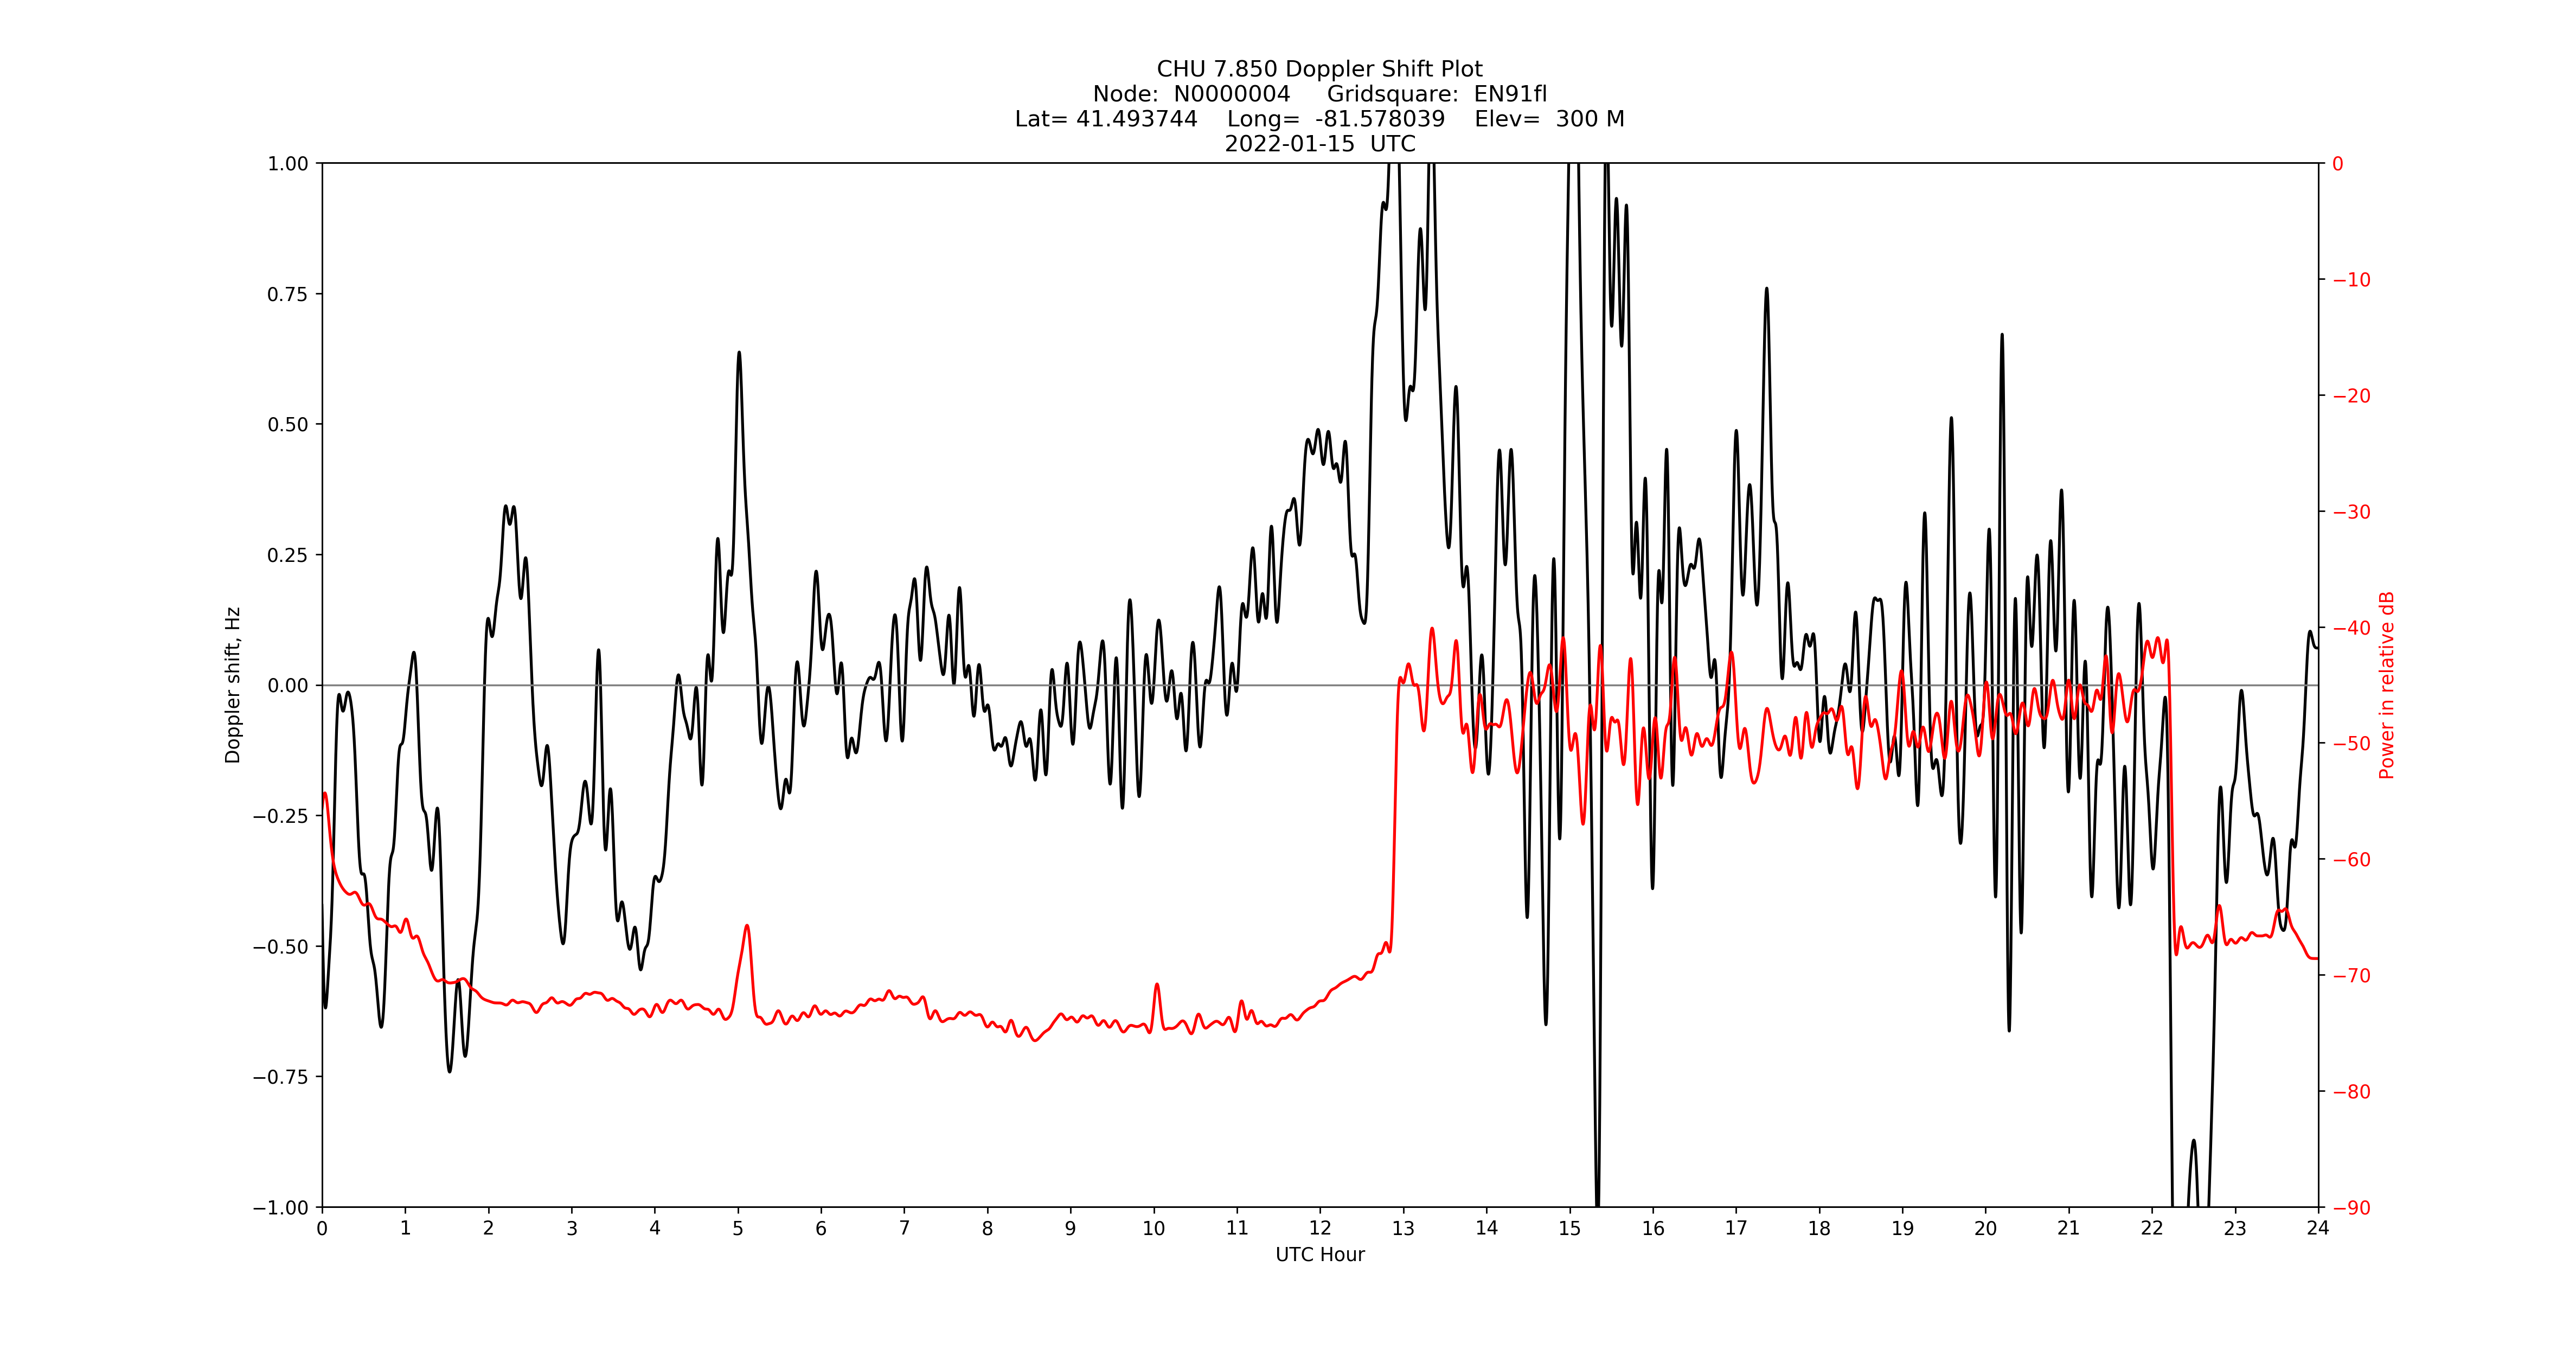 CHU 7.850 Doppler Shift Plot
Node:  N0000004     Gridsquare:  EN91fl
Lat= 41.493744    Long=  -81.578039    Elev=  300 M
2022-01-15  UTC
1.00
0.75
0.50
0.25
0.00
−0.25
−0.50
−0.75
−1.00
Doppler shift, Hz
0
−10
−20
−30
−40
−50
−60
−70
−80
−90
Power in relative dB
0 1 2 3 4 5 6 7 8 9 10 11 12 13 14 15 16 17 18 19 20 21 22 23 24
UTC Hour